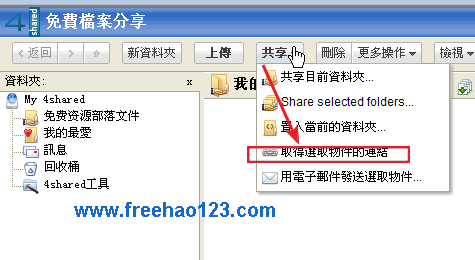 4 shared 免費檔案分享
<返回 > 新資料夾 上傳 共享 刪除 更多操作 檢視
資料夾: x
My 4shared
免费资源部落文件
我的最愛
訊息
回收桶
4shared工具
我的
共享目前資料夾...
Share selected folders...
置入當前的資料夾...
取得選取物件的連結
用電子郵件發送選取物件...
www.freehao123.com